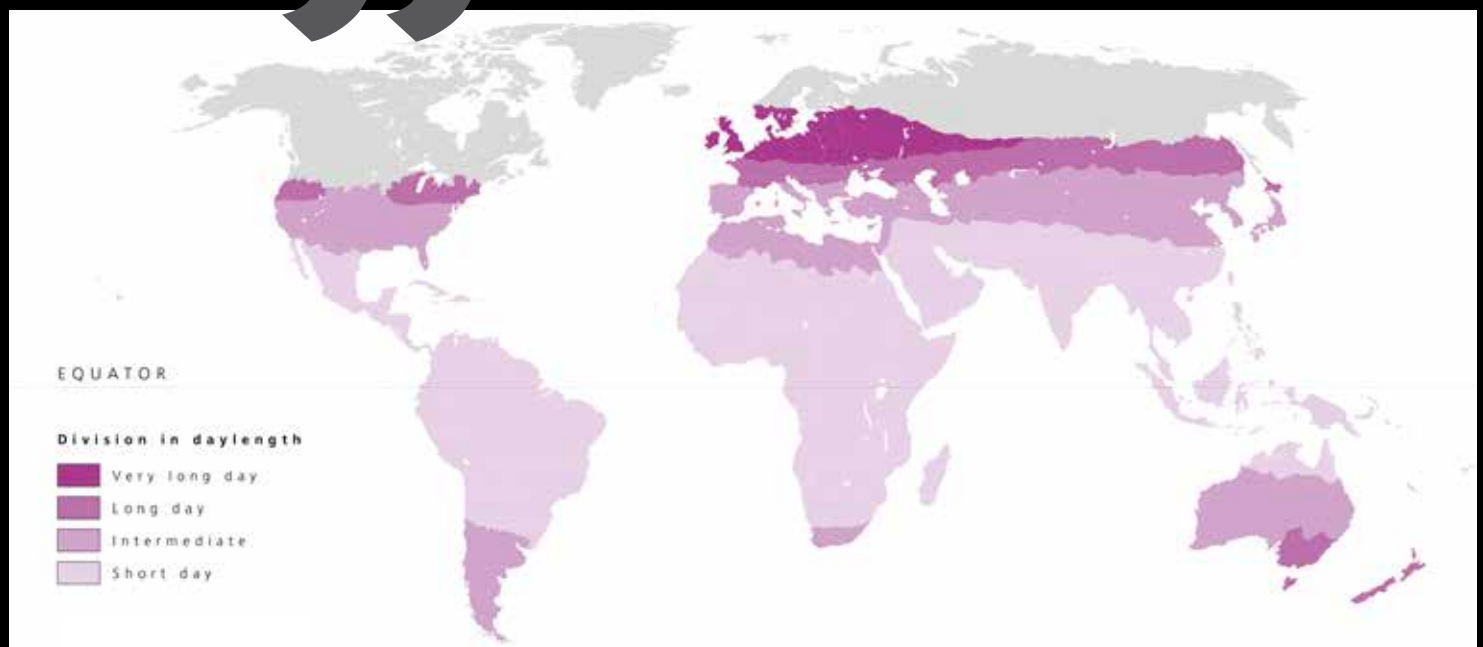 ”
EQUATOR
Division in daylength
Very long day
Long day
Intermediate
Short day